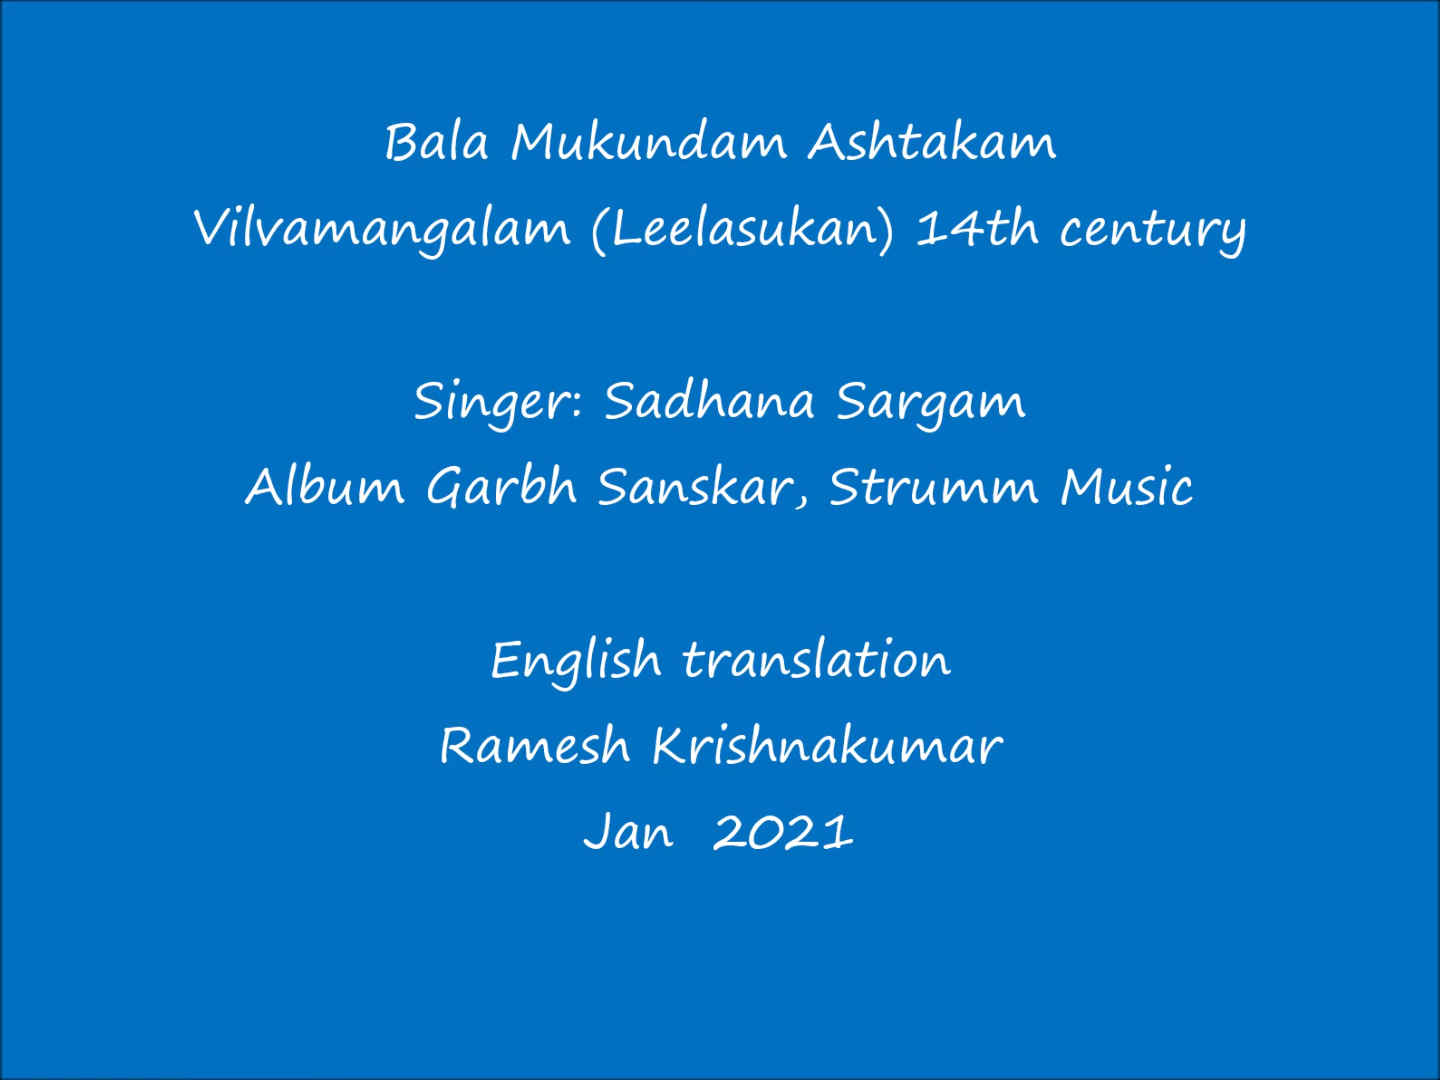 Bala Mukundam Ashtakam
Vilvamangalam (Leelasukan) 14th century
Singer: Sadhana Sargam
Album Garbh Sanskar, Strumm Music
English translation
Ramesh Krishnakumar
Jan 2021